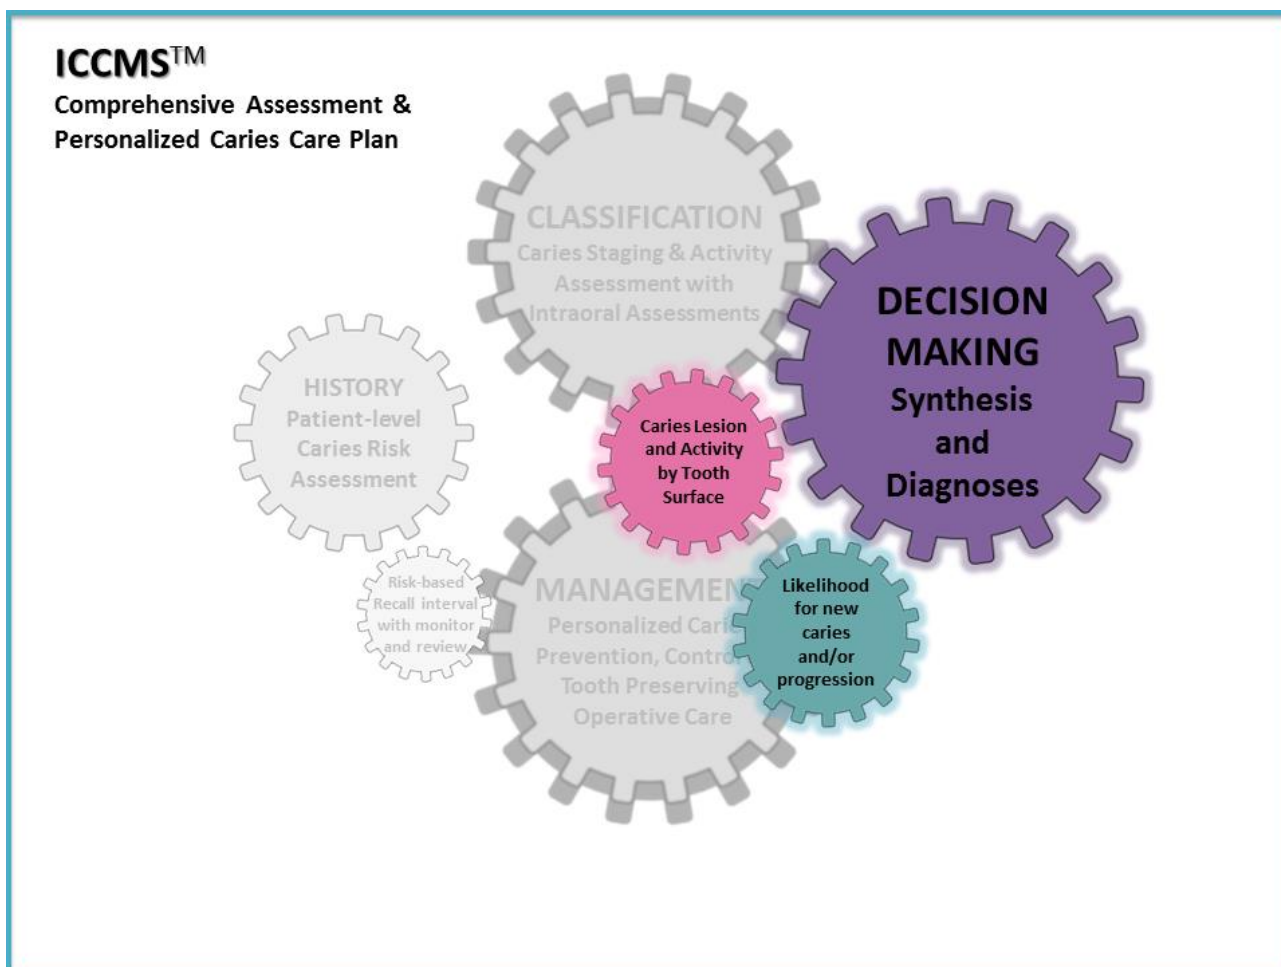 ICCMS™
Comprehensive Assessment &
Personalized Caries Care Plan
CLASSIFICATION
Caries Staging & Activity
Assessment with
Intraoral Assessments
DECISION
MAKING
Synthesis
and
Diagnoses
HISTORY
Patient-level
Caries Risk
Assessment
Caries Lesion
and Activity
by Tooth
Surface
Risk-based
Recall interval
with monitor
and review
MANAGEMEN
Personalized Carie
Prevention, Contro
Tooth Preserving
Operative Care
Likelihood
for new
caries
and/or
progression